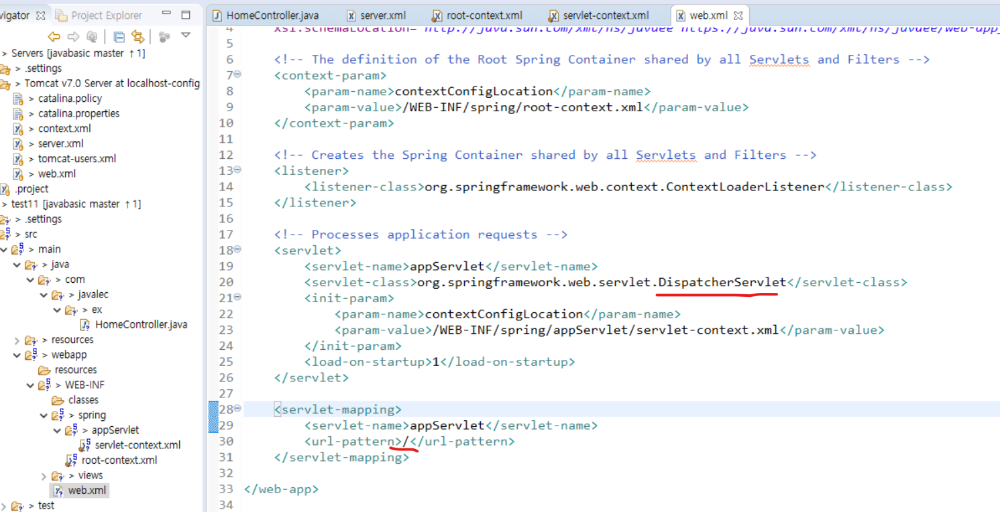 vigator Project Explorer
> Servers [javabasic master ↑ 1]
> .settings
> Tomcat v7.0 Server at localhost-config
> catalina.policy
> catalina.properties
> context.xml
> server.xml
> tomcat-users.xml
> web.xml
.project
> test11 [javabasic master ↑ 1]
> .settings
> src
> main
> java
> com
> javalec
> ex
HomeController.java
> resources
> webapp
resources
> WEB-INF
classes
> spring
> appServlet
servlet-context.xml
root-context.xml
> views
web.xml
> test
HomeController.java server.xml root-context.xml servlet-context.xml web.xml
4 xsi:schemaLocation="http://java.sun.com/xml/ns/javaee https://java.sun.com/xml/ns/javaee/web-app
5
6 <!-- The definition of the Root Spring Container shared by all Servlets and Filters -->
7 <context-param>
8 <param-name>contextConfigLocation</param-name>
9 <param-value>/WEB-INF/spring/root-context.xml</param-value>
10 </context-param>
11
12 <!-- Creates the Spring Container shared by all Servlets and Filters -->
13 <listener>
14 <listener-class>org.springframework.web.context.ContextLoaderListener</listener-class>
15 </listener>
16
17 <!-- Processes application requests -->
18 <servlet>
19 <servlet-name>appServlet</servlet-name>
20 <servlet-class>org.springframework.web.servlet.DispatcherServlet</servlet-class>
21 <init-param>
22 <param-name>contextConfigLocation</param-name>
23 <param-value>/WEB-INF/spring/appServlet/servlet-context.xml</param-value>
24 </init-param>
25 <load-on-startup>1</load-on-startup>
26 </servlet>
27
28 <servlet-mapping>
29 <servlet-name>appServlet</servlet-name>
30 <url-pattern>/</url-pattern>
31 </servlet-mapping>
32
33 </web-app>
34